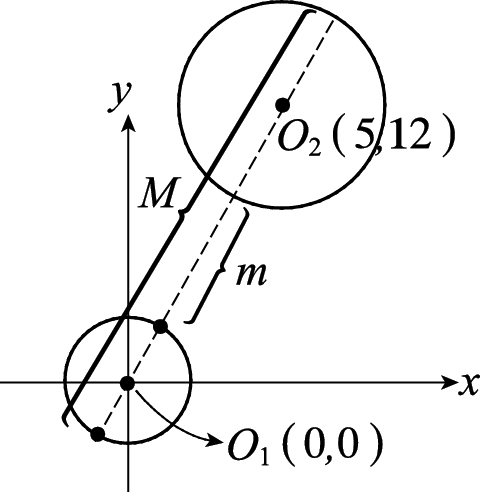 y
O₂ (5,12)
M
m
x
O₁ (0,0)